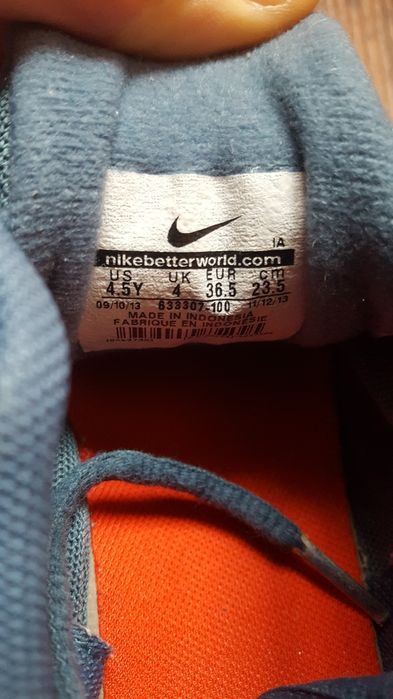 IA
nikebetterworld.com
US UK EUR cm
4.5Y 4 36.5 23.5
09/10/13 633307-100 11/12/13
MADE IN INDONESIA
FABRIQUE EN INDONESIE